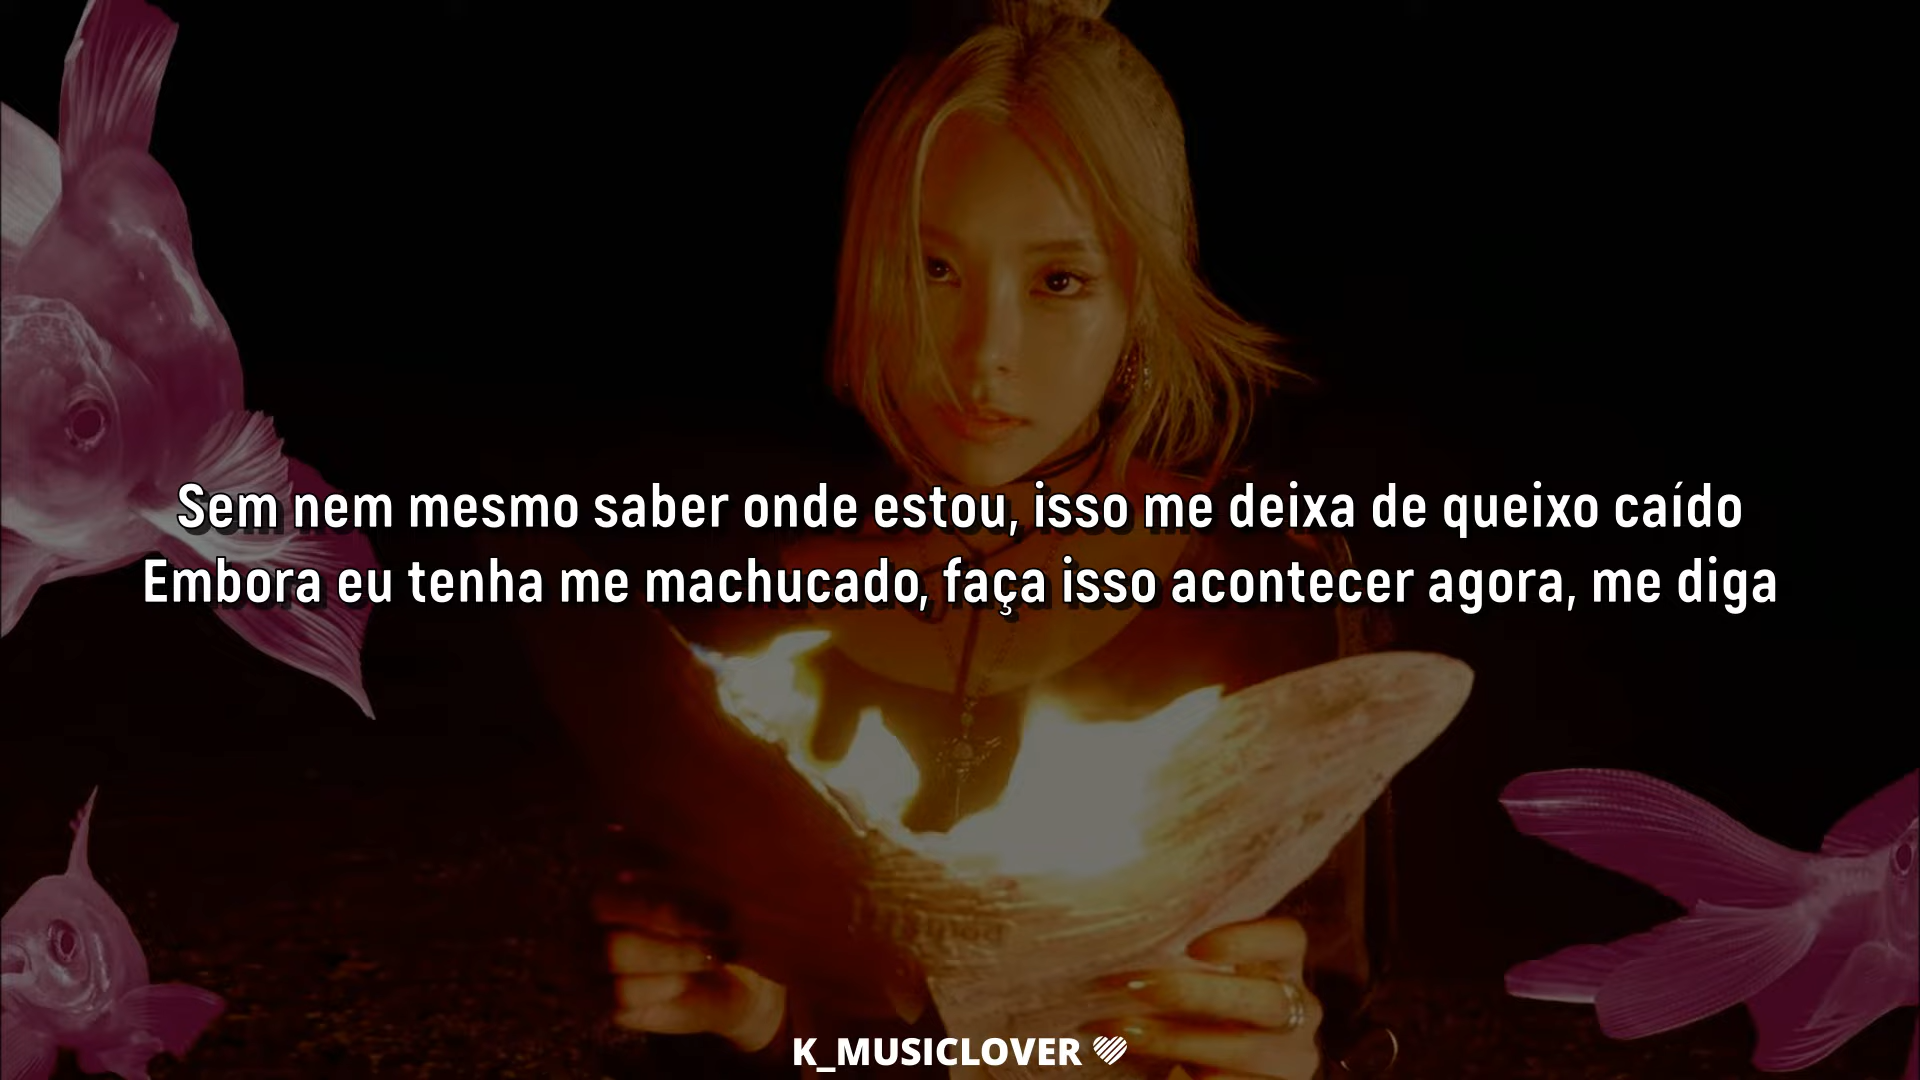 Sem nem mesmo saber onde estou, isso me deixa de queixo caído
Embora eu tenha me machucado, faça isso acontecer agora, me diga
K_MUSICLOVER